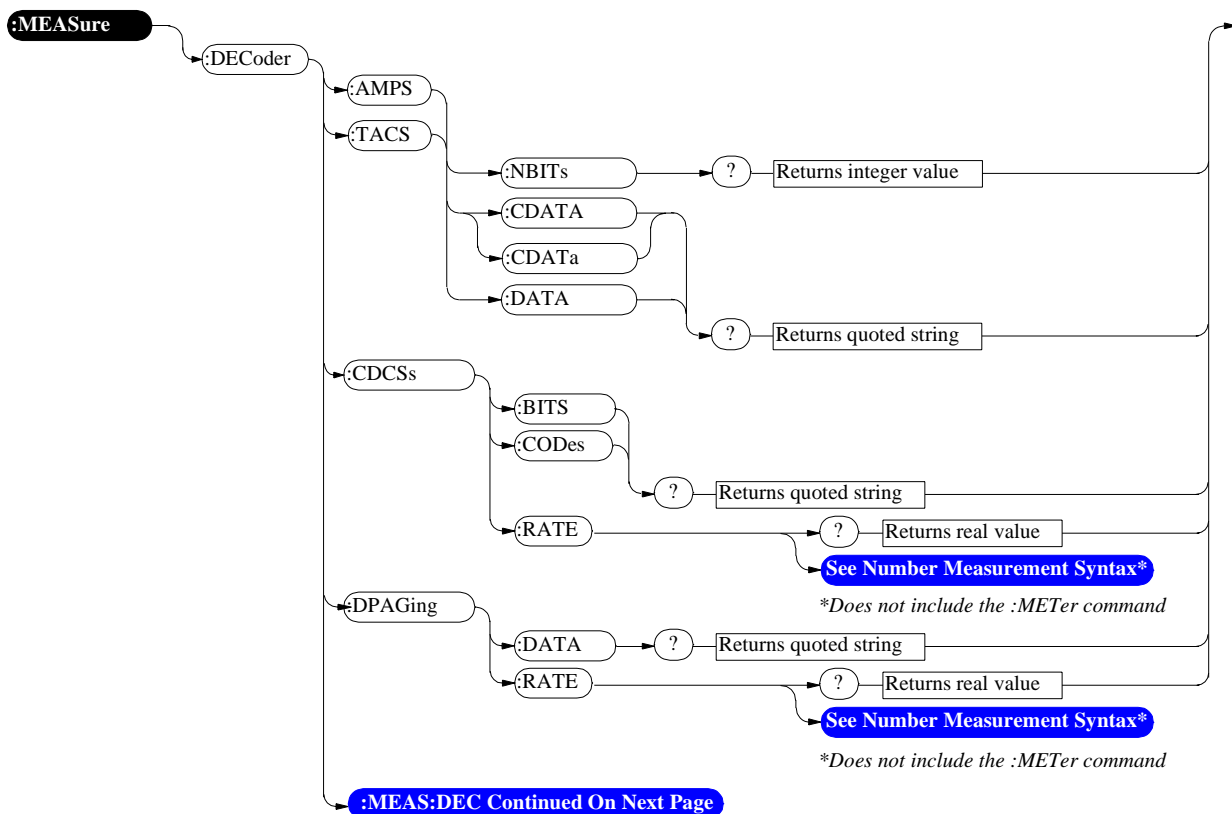 :MEASure
:DECoder
:AMPS
:TACS
:NBITs ? Returns integer value
:CDATA
:CDATa
:DATA
? Returns quoted string
:CDCSs
:BITS
:CODes
? Returns quoted string
:RATE ? Returns real value
See Number Measurement Syntax*
*Does not include the :METer command
:DPAGing
:DATA ? Returns quoted string
:RATE ? Returns real value
See Number Measurement Syntax*
*Does not include the :METer command
:MEAS:DEC Continued On Next Page